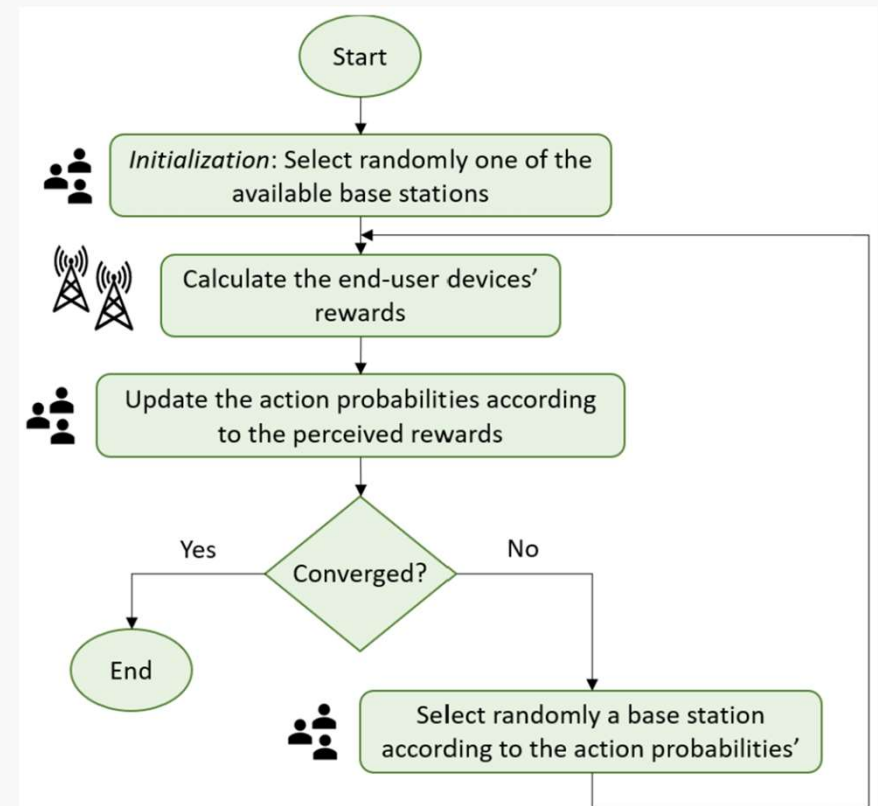 Start
Initialization: Select randomly one of the
available base stations
Calculate the end-user devices’
rewards
Update the action probabilities according
to the perceived rewards
Converged?
Yes
No
End
Select randomly a base station
according to the action probabilities’